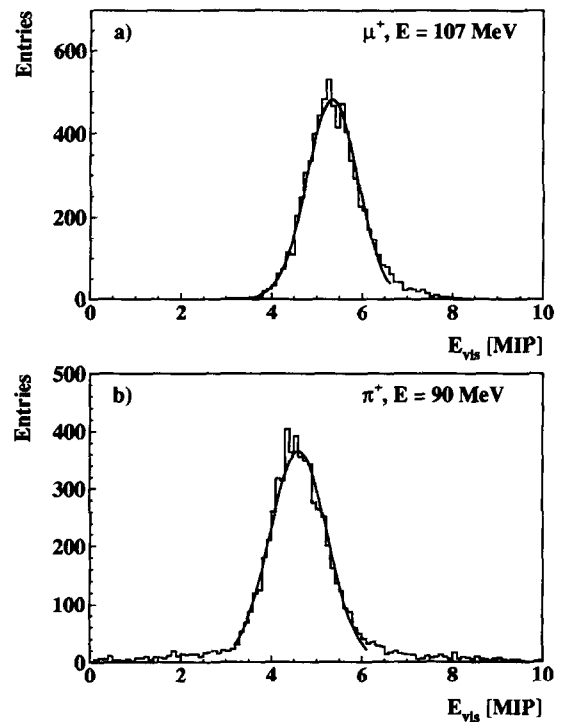 a) μ⁺, E = 107 MeV
Entries
600
400
200
0
0 2 4 6 8 10
E_vis [MIP]
b) π⁺, E = 90 MeV
Entries
500
400
300
200
100
0
0 2 4 6 8 10
E_vis [MIP]